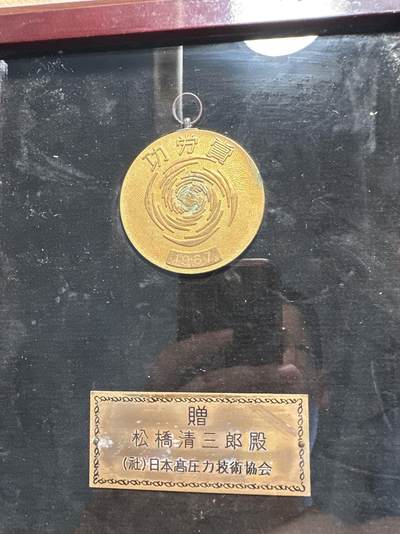 功労賞
1987
贈
松橋清三郎殿
(社)日本高圧力技術協会